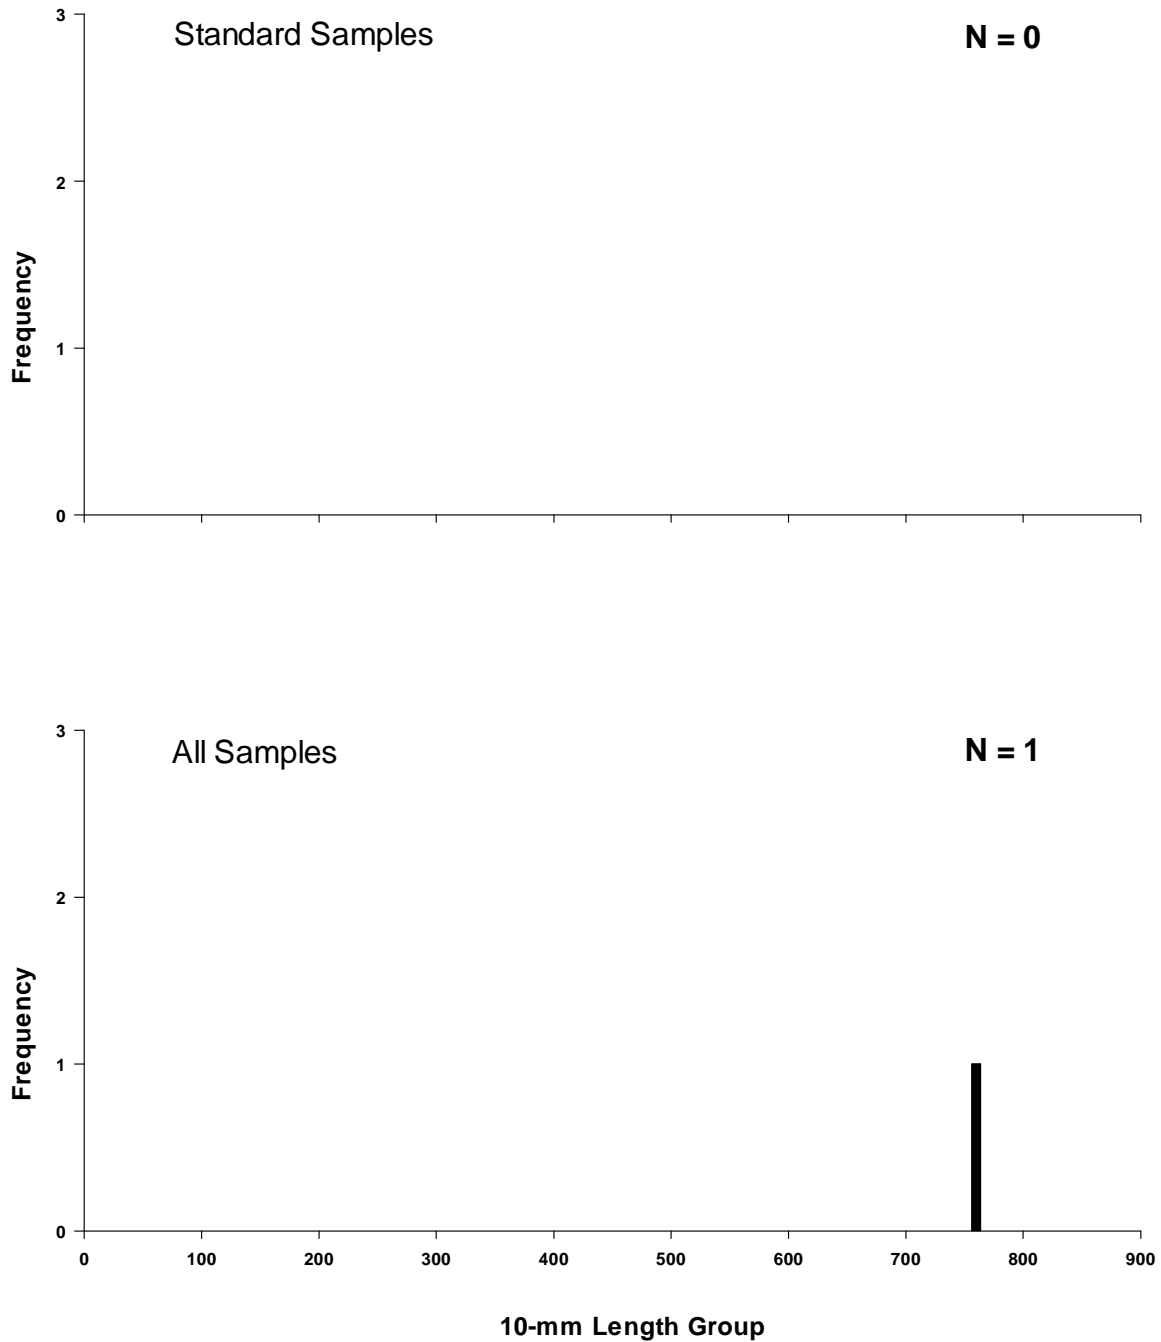 3
Standard Samples
N = 0
2
Frequency
1
0
3
All Samples
N = 1
2
Frequency
1
0
0 100 200 300 400 500 600 700 800 900
10-mm Length Group